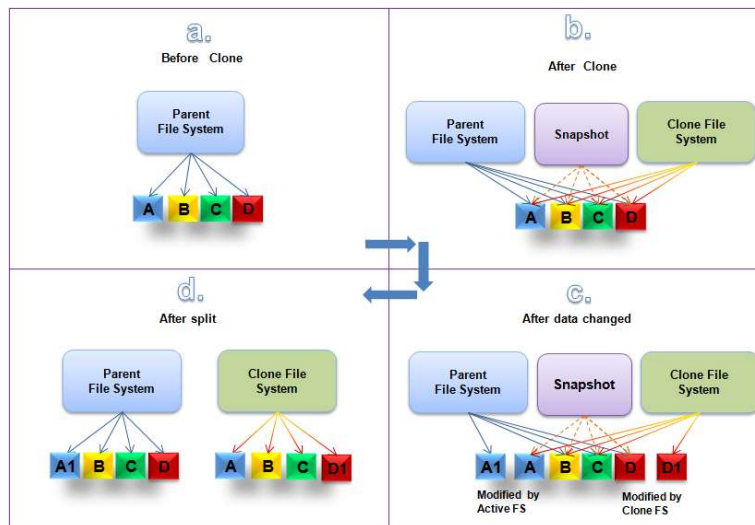 a.
Before Clone
Parent
File System
A B C D
b.
After Clone
Parent
File System
Snapshot
Clone File
System
A B C D
d.
After split
Parent
File System
Clone File
System
A1 B C D
A B C D1
c.
After data changed
Parent
File System
Snapshot
Clone File
System
A1 A B C D D1
Modified by
Active FS
Modified by
Clone FS